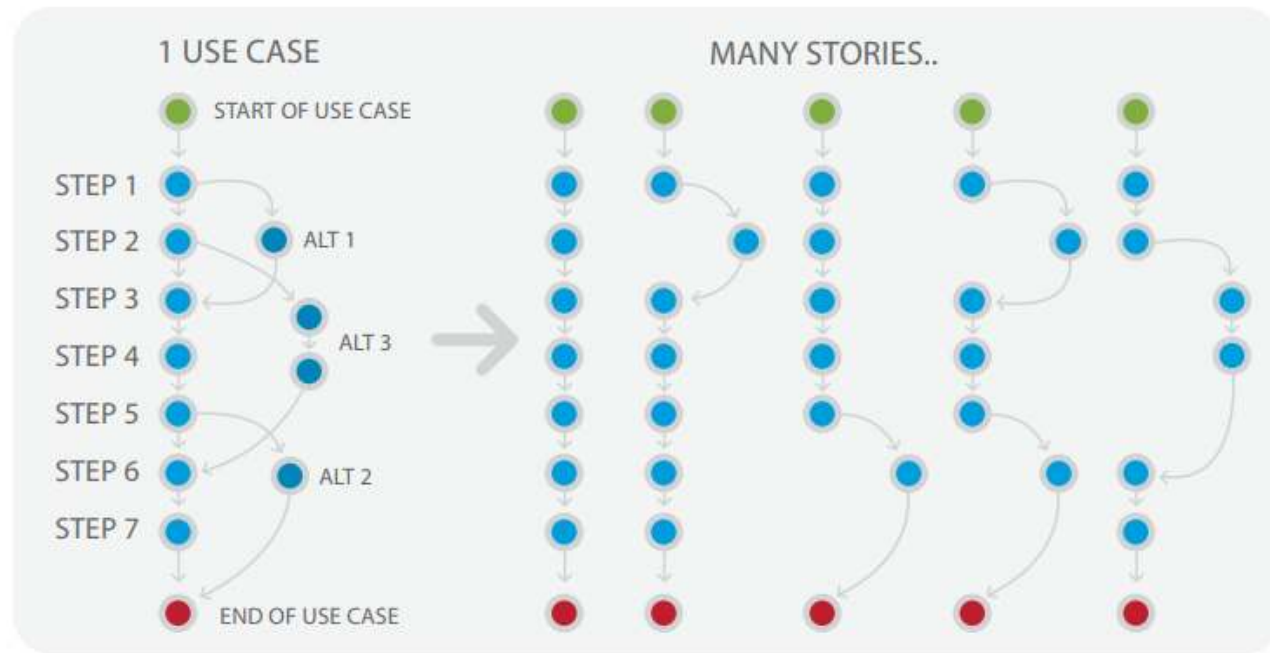 1 USE CASE
MANY STORIES..
START OF USE CASE
STEP 1
STEP 2
ALT 1
STEP 3
STEP 4
ALT 3
STEP 5
STEP 6
ALT 2
STEP 7
END OF USE CASE